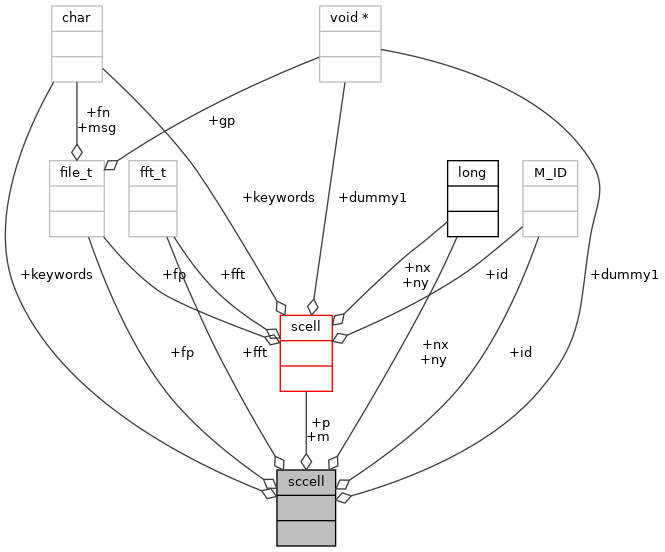 char
void *
+fn
+msg
+gp
file_t
fft_t
long
M_ID
+keywords
+dummy1
+keywords
+fp
+fft
+nx
+ny
+id
+dummy1
scell
+fp
+fft
+nx
+ny
+id
+p
+m
sccell